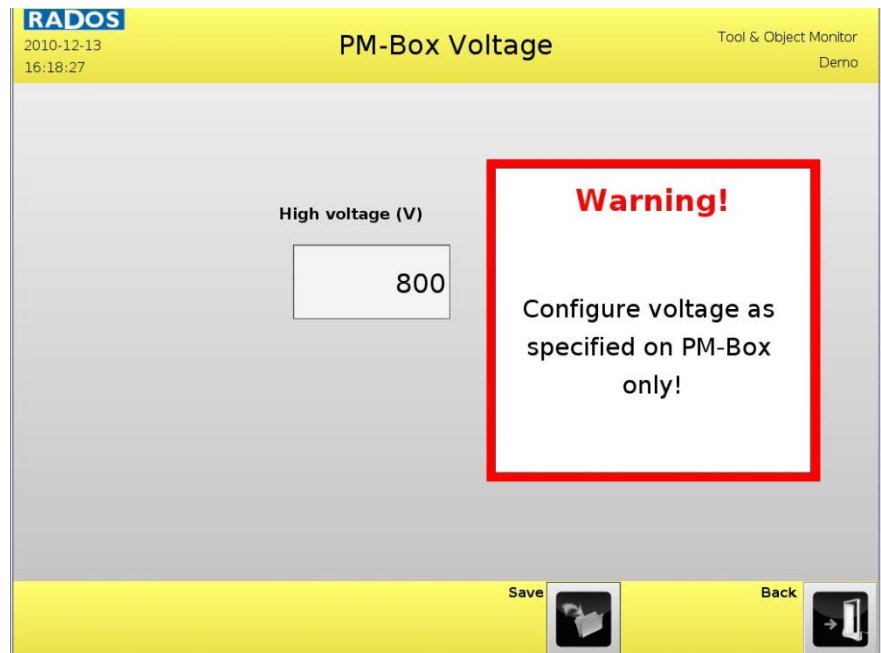 RADOS
2010-12-13
16:18:27
PM-Box Voltage
Tool & Object Monitor
Demo
High voltage (V)
800
Warning!
Configure voltage as
specified on PM-Box
only!
Save
Back